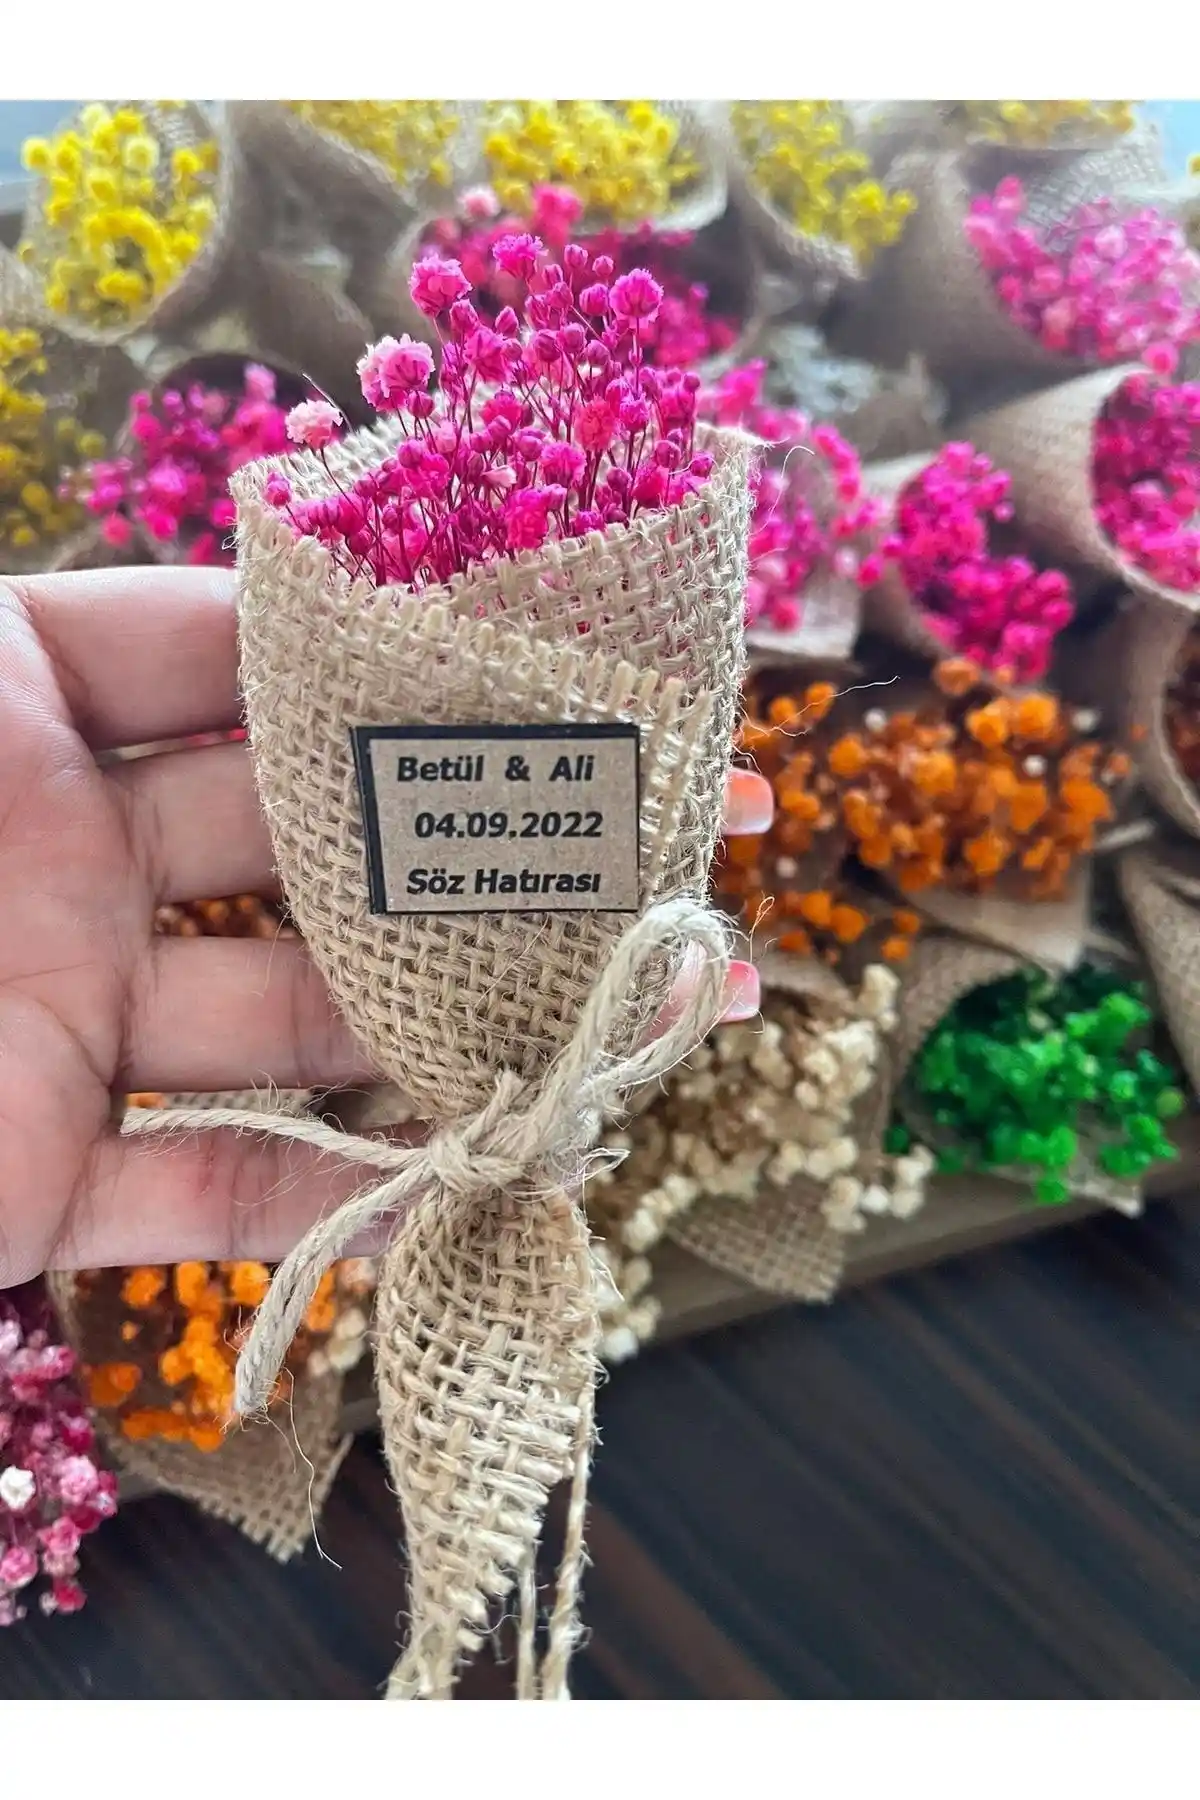 Betül & Ali
04.09.2022
Söz Hatırası